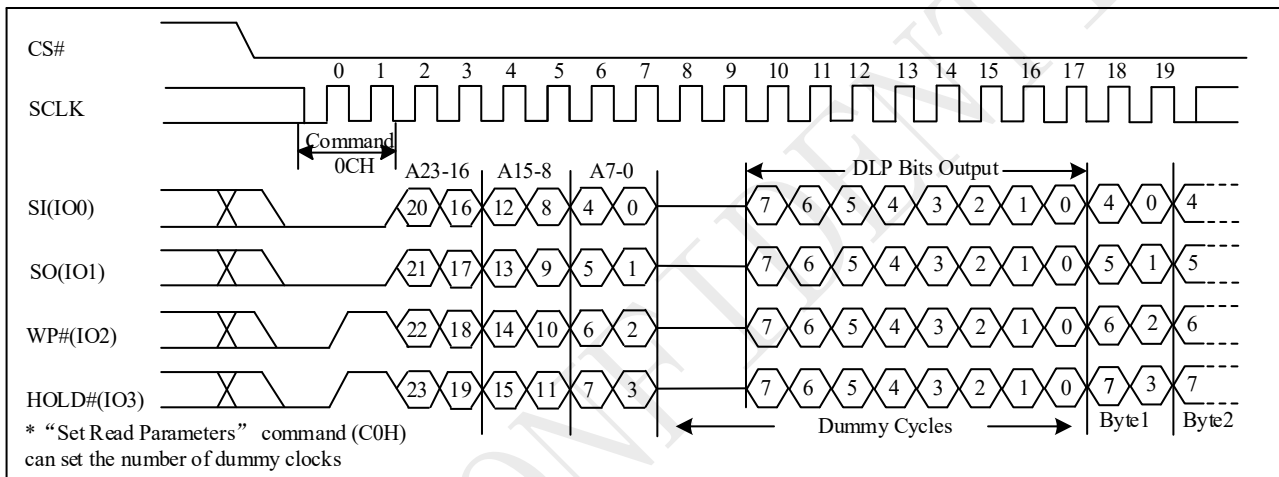 CS#
0 1 2 3 4 5 6 7 8 9 10 11 12 13 14 15 16 17 18 19
SCLK
Command
0CH
A23-16 A15-8 A7-0 DLP Bits Output
SI(IO0) 20 16 12 8 4 0 7 6 5 4 3 2 1 0 4 0 4
SO(IO1) 21 17 13 9 5 1 7 6 5 4 3 2 1 0 5 1 5
WP#(IO2) 22 18 14 10 6 2 7 6 5 4 3 2 1 0 6 2 6
HOLD#(IO3) 23 19 15 11 7 3 7 6 5 4 3 2 1 0 7 3 7
Dummy Cycles Byte1 Byte2
* “Set Read Parameters” command (C0H)
can set the number of dummy clocks